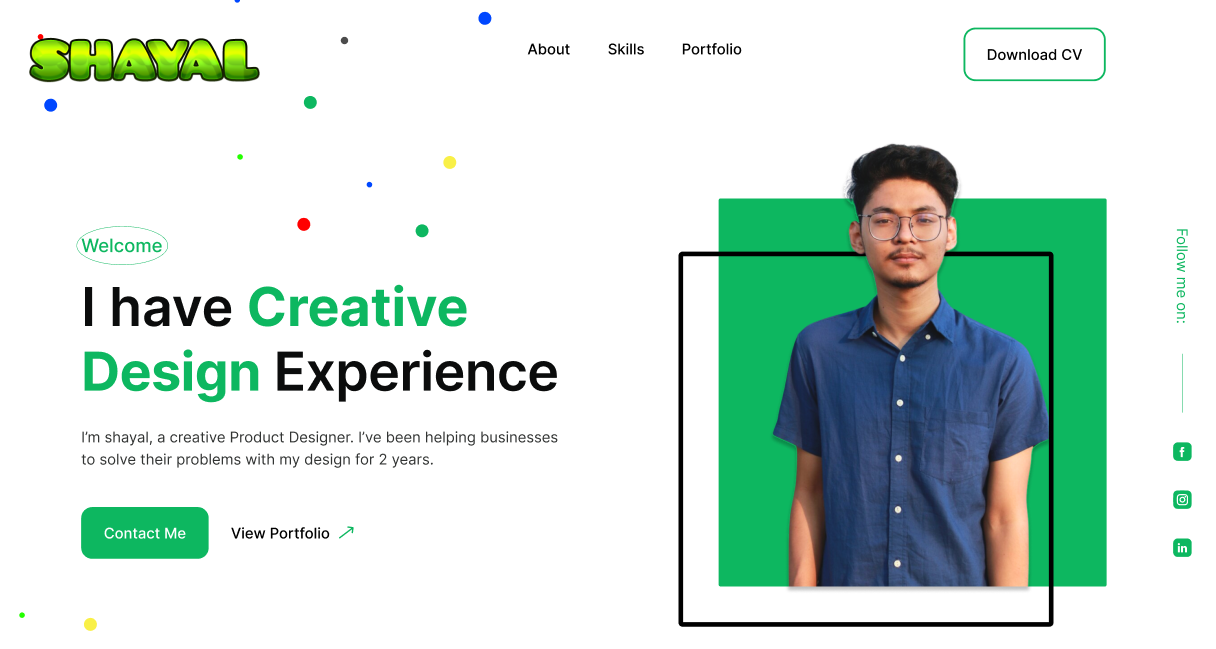 SHAYAL
About
Skills
Portfolio
Download CV
Welcome
I have Creative
Design Experience
I'm shayal, a creative Product Designer. I've been helping businesses
to solve their problems with my design for 2 years.
Contact Me
View Portfolio
Follow me on:
f
in